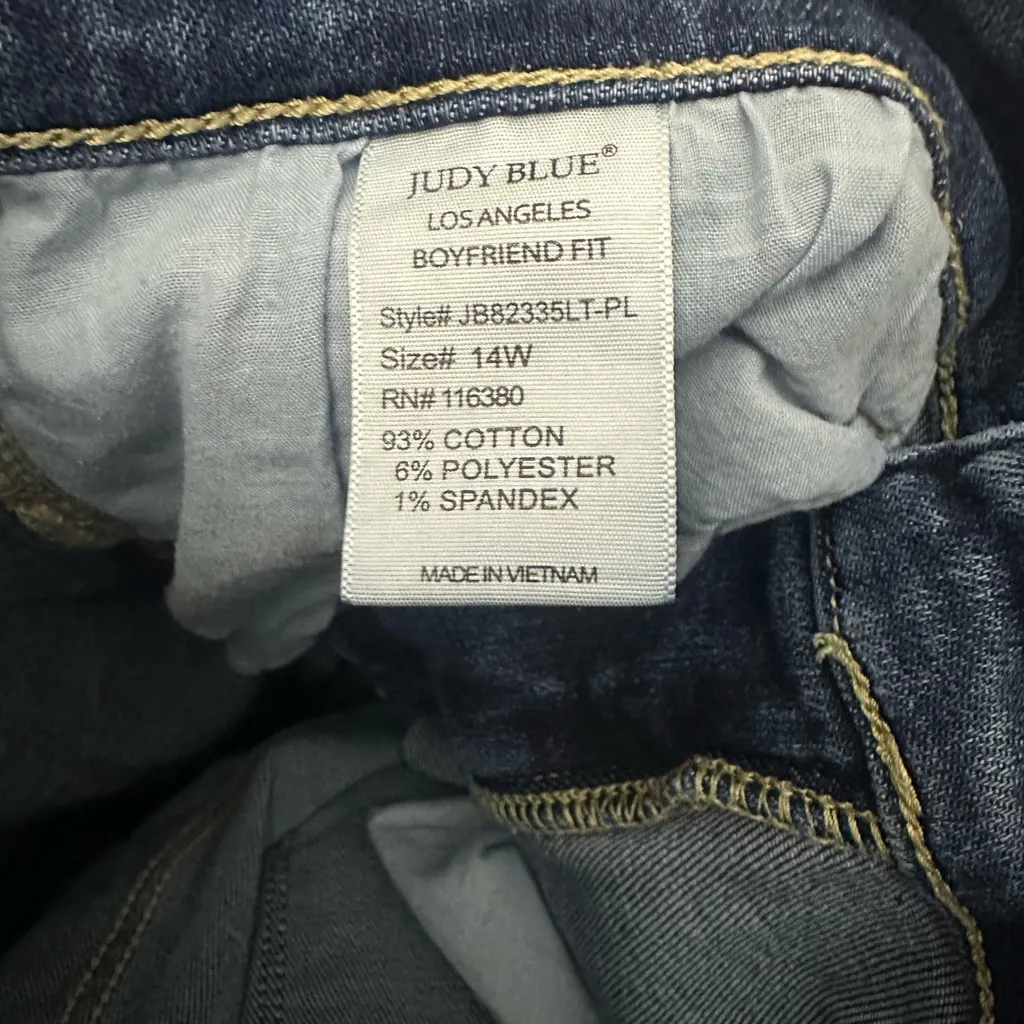 JUDY BLUE®
LOS ANGELES
BOYFRIEND FIT
Style# JB82335LT-PL
Size# 14W
RN# 116380
93% COTTON
6% POLYESTER
1% SPANDEX
MADE IN VIETNAM